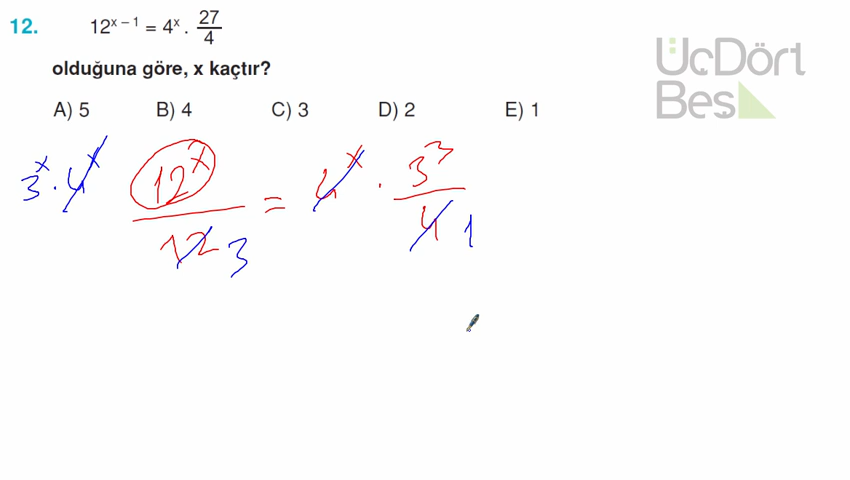 12. 12^(x – 1) = 4^x . 27/4
olduğuna göre, x kaçtır?
A) 5 B) 4 C) 3 D) 2 E) 1
ÜçDört
Beş
3^x . 4^x 12^x/12 3 = 4^x . 3^3/4 1